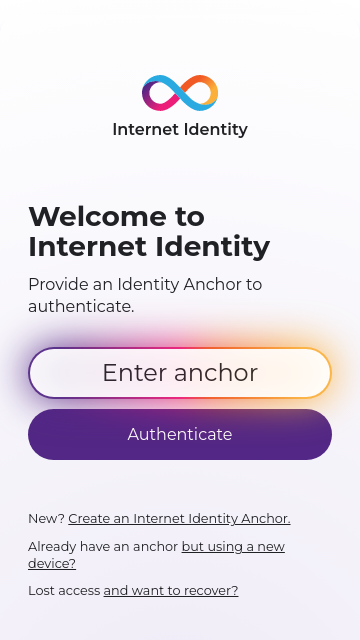 Internet Identity
Welcome to
Internet Identity
Provide an Identity Anchor to
authenticate.
Enter anchor
Authenticate
New? Create an Internet Identity Anchor.
Already have an anchor but using a new
device?
Lost access and want to recover?